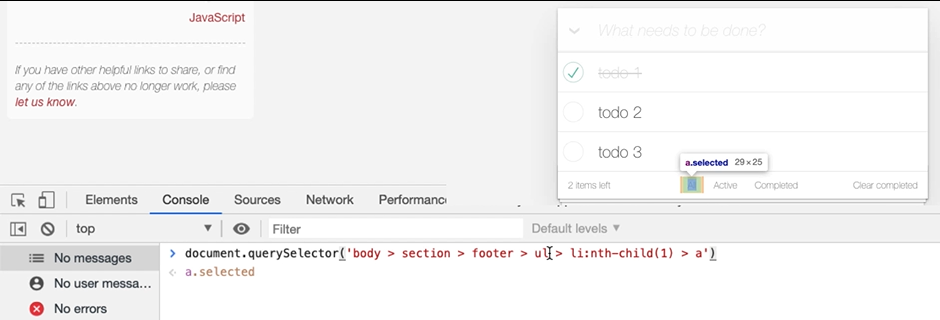 JavaScript
If you have other helpful links to share, or find
any of the links above no longer work, please
let us know.
What needs to be done?
todo 1
todo 2
todo 3
a.selected 29×25
2 items left Active Completed Clear completed
Elements Console Sources Network Performance
top Filter Default levels
No messages
No user messa...
No errors
document.querySelector('body > section > footer > ul > li:nth-child(1) > a')
a.selected